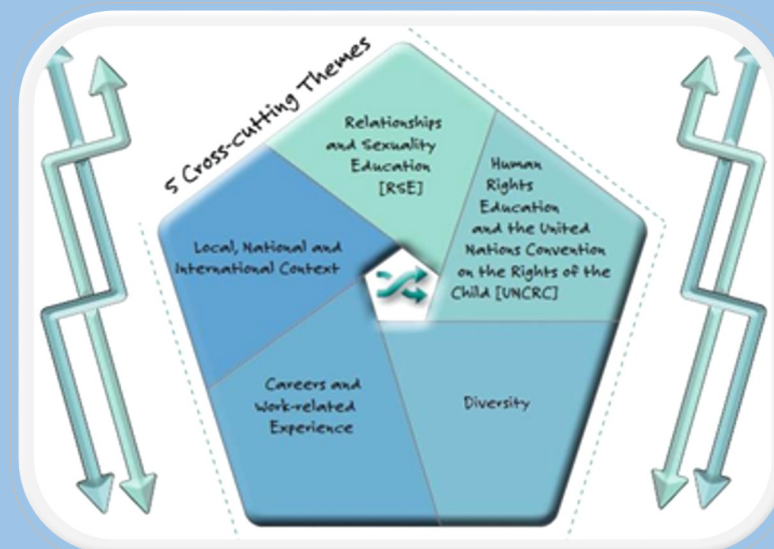 5 Cross-cutting Themes
Relationships
and Sexuality
Education
[RSE]
Human
Rights
Education
and the United
Nations Convention
on the Rights of the
Child [UNCRC]
Local, National and
International Context
Careers and
Work-related
Experience
Diversity